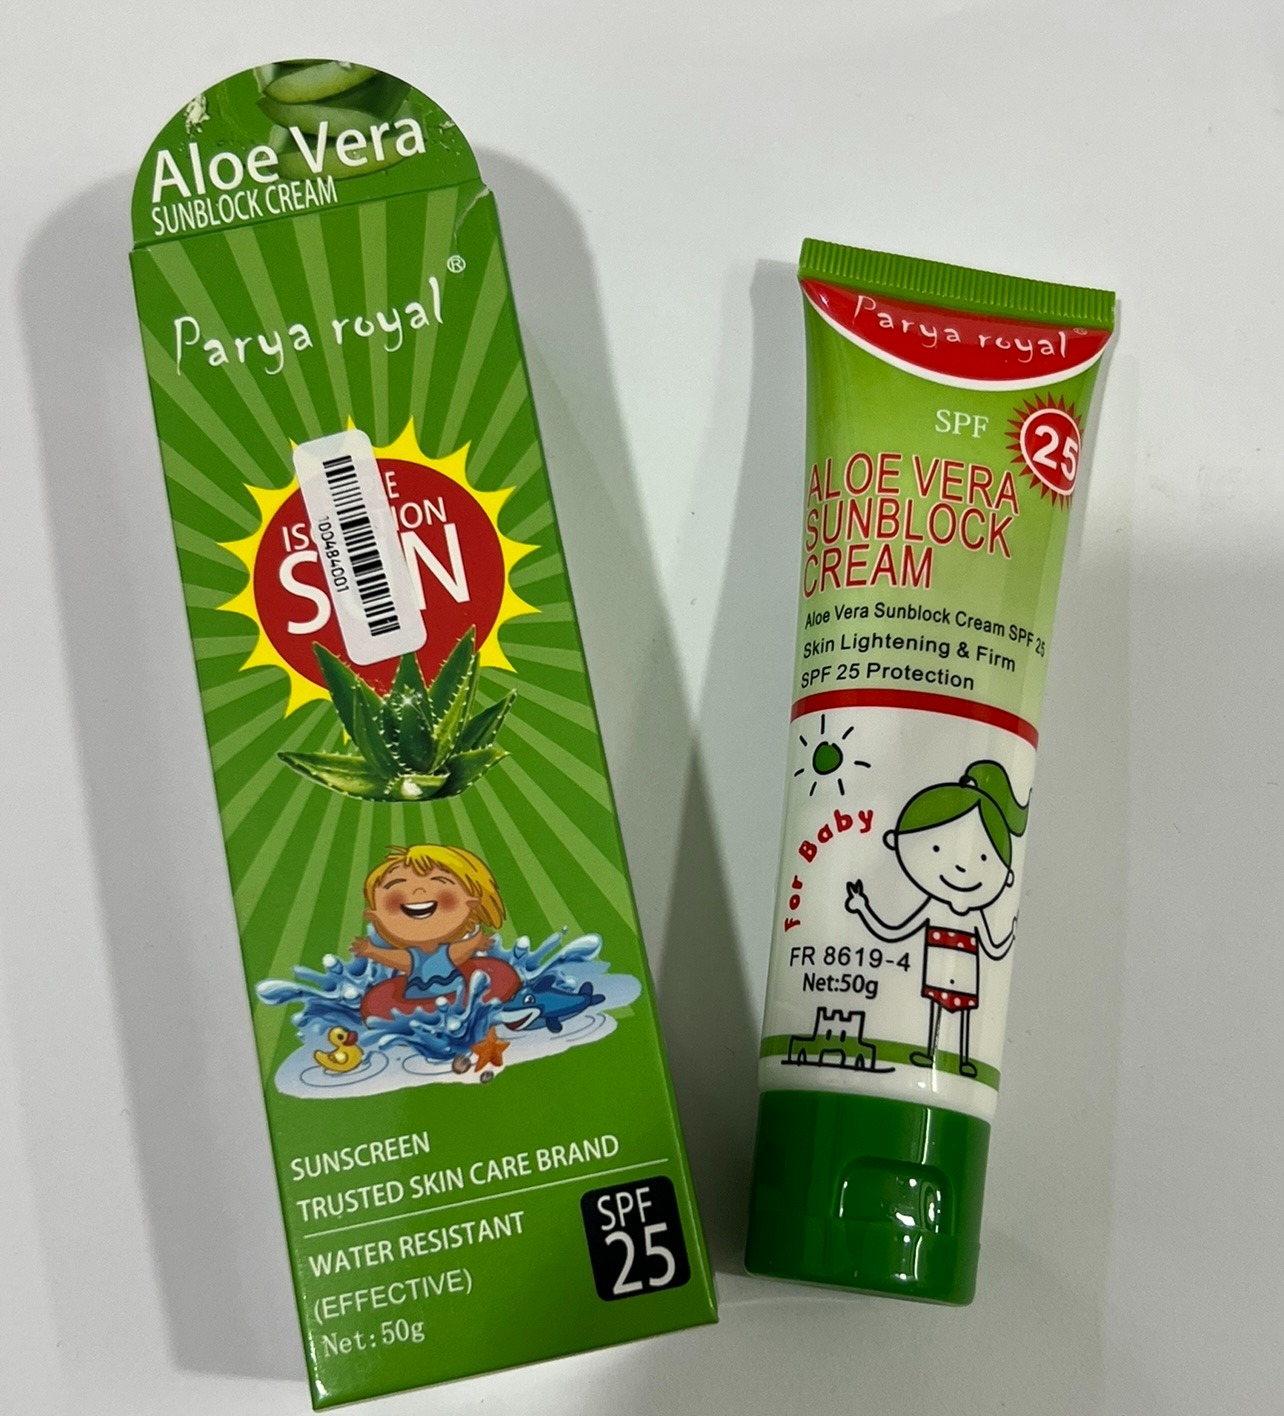 Aloe Vera
SUNBLOCK CREAM
Parya royal®
SUNSCREEN
TRUSTED SKIN CARE BRAND
WATER RESISTANT
(EFFECTIVE)
Net:50g
SPF
25
100484001
Parya royal®
SPF
25
ALOE VERA
SUNBLOCK
CREAM
Aloe Vera Sunblock Cream SPF 25
Skin Lightening & Firm
SPF 25 Protection
For Baby
FR 8619-4
Net:50g